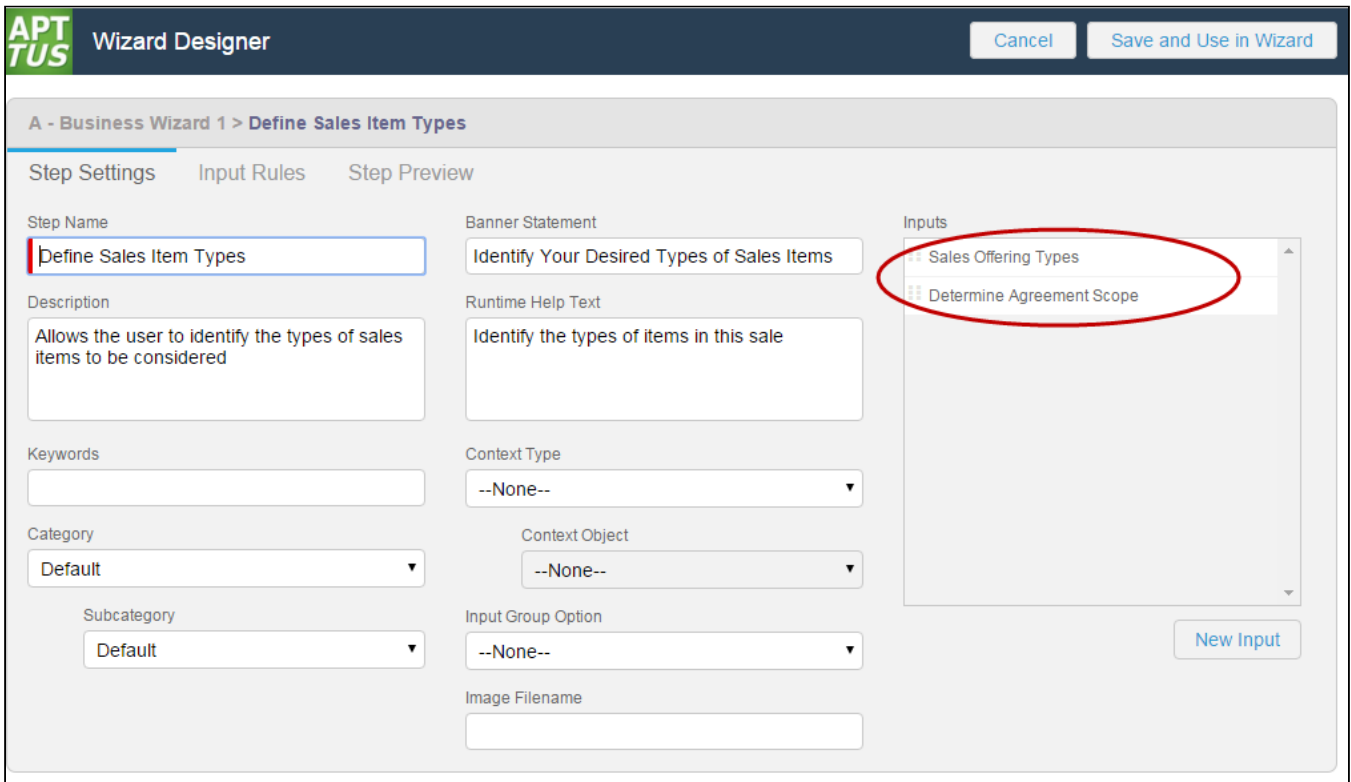 APT
TUS
Wizard Designer
Cancel
Save and Use in Wizard
A - Business Wizard 1 > Define Sales Item Types
Step Settings
Input Rules
Step Preview
Step Name
Define Sales Item Types
Description
Allows the user to identify the types of sales
items to be considered
Keywords
Category
Default
Subcategory
Default
Banner Statement
Identify Your Desired Types of Sales Items
Runtime Help Text
Identify the types of items in this sale
Context Type
--None--
Context Object
--None--
Input Group Option
--None--
Image Filename
Inputs
Sales Offering Types
Determine Agreement Scope
New Input